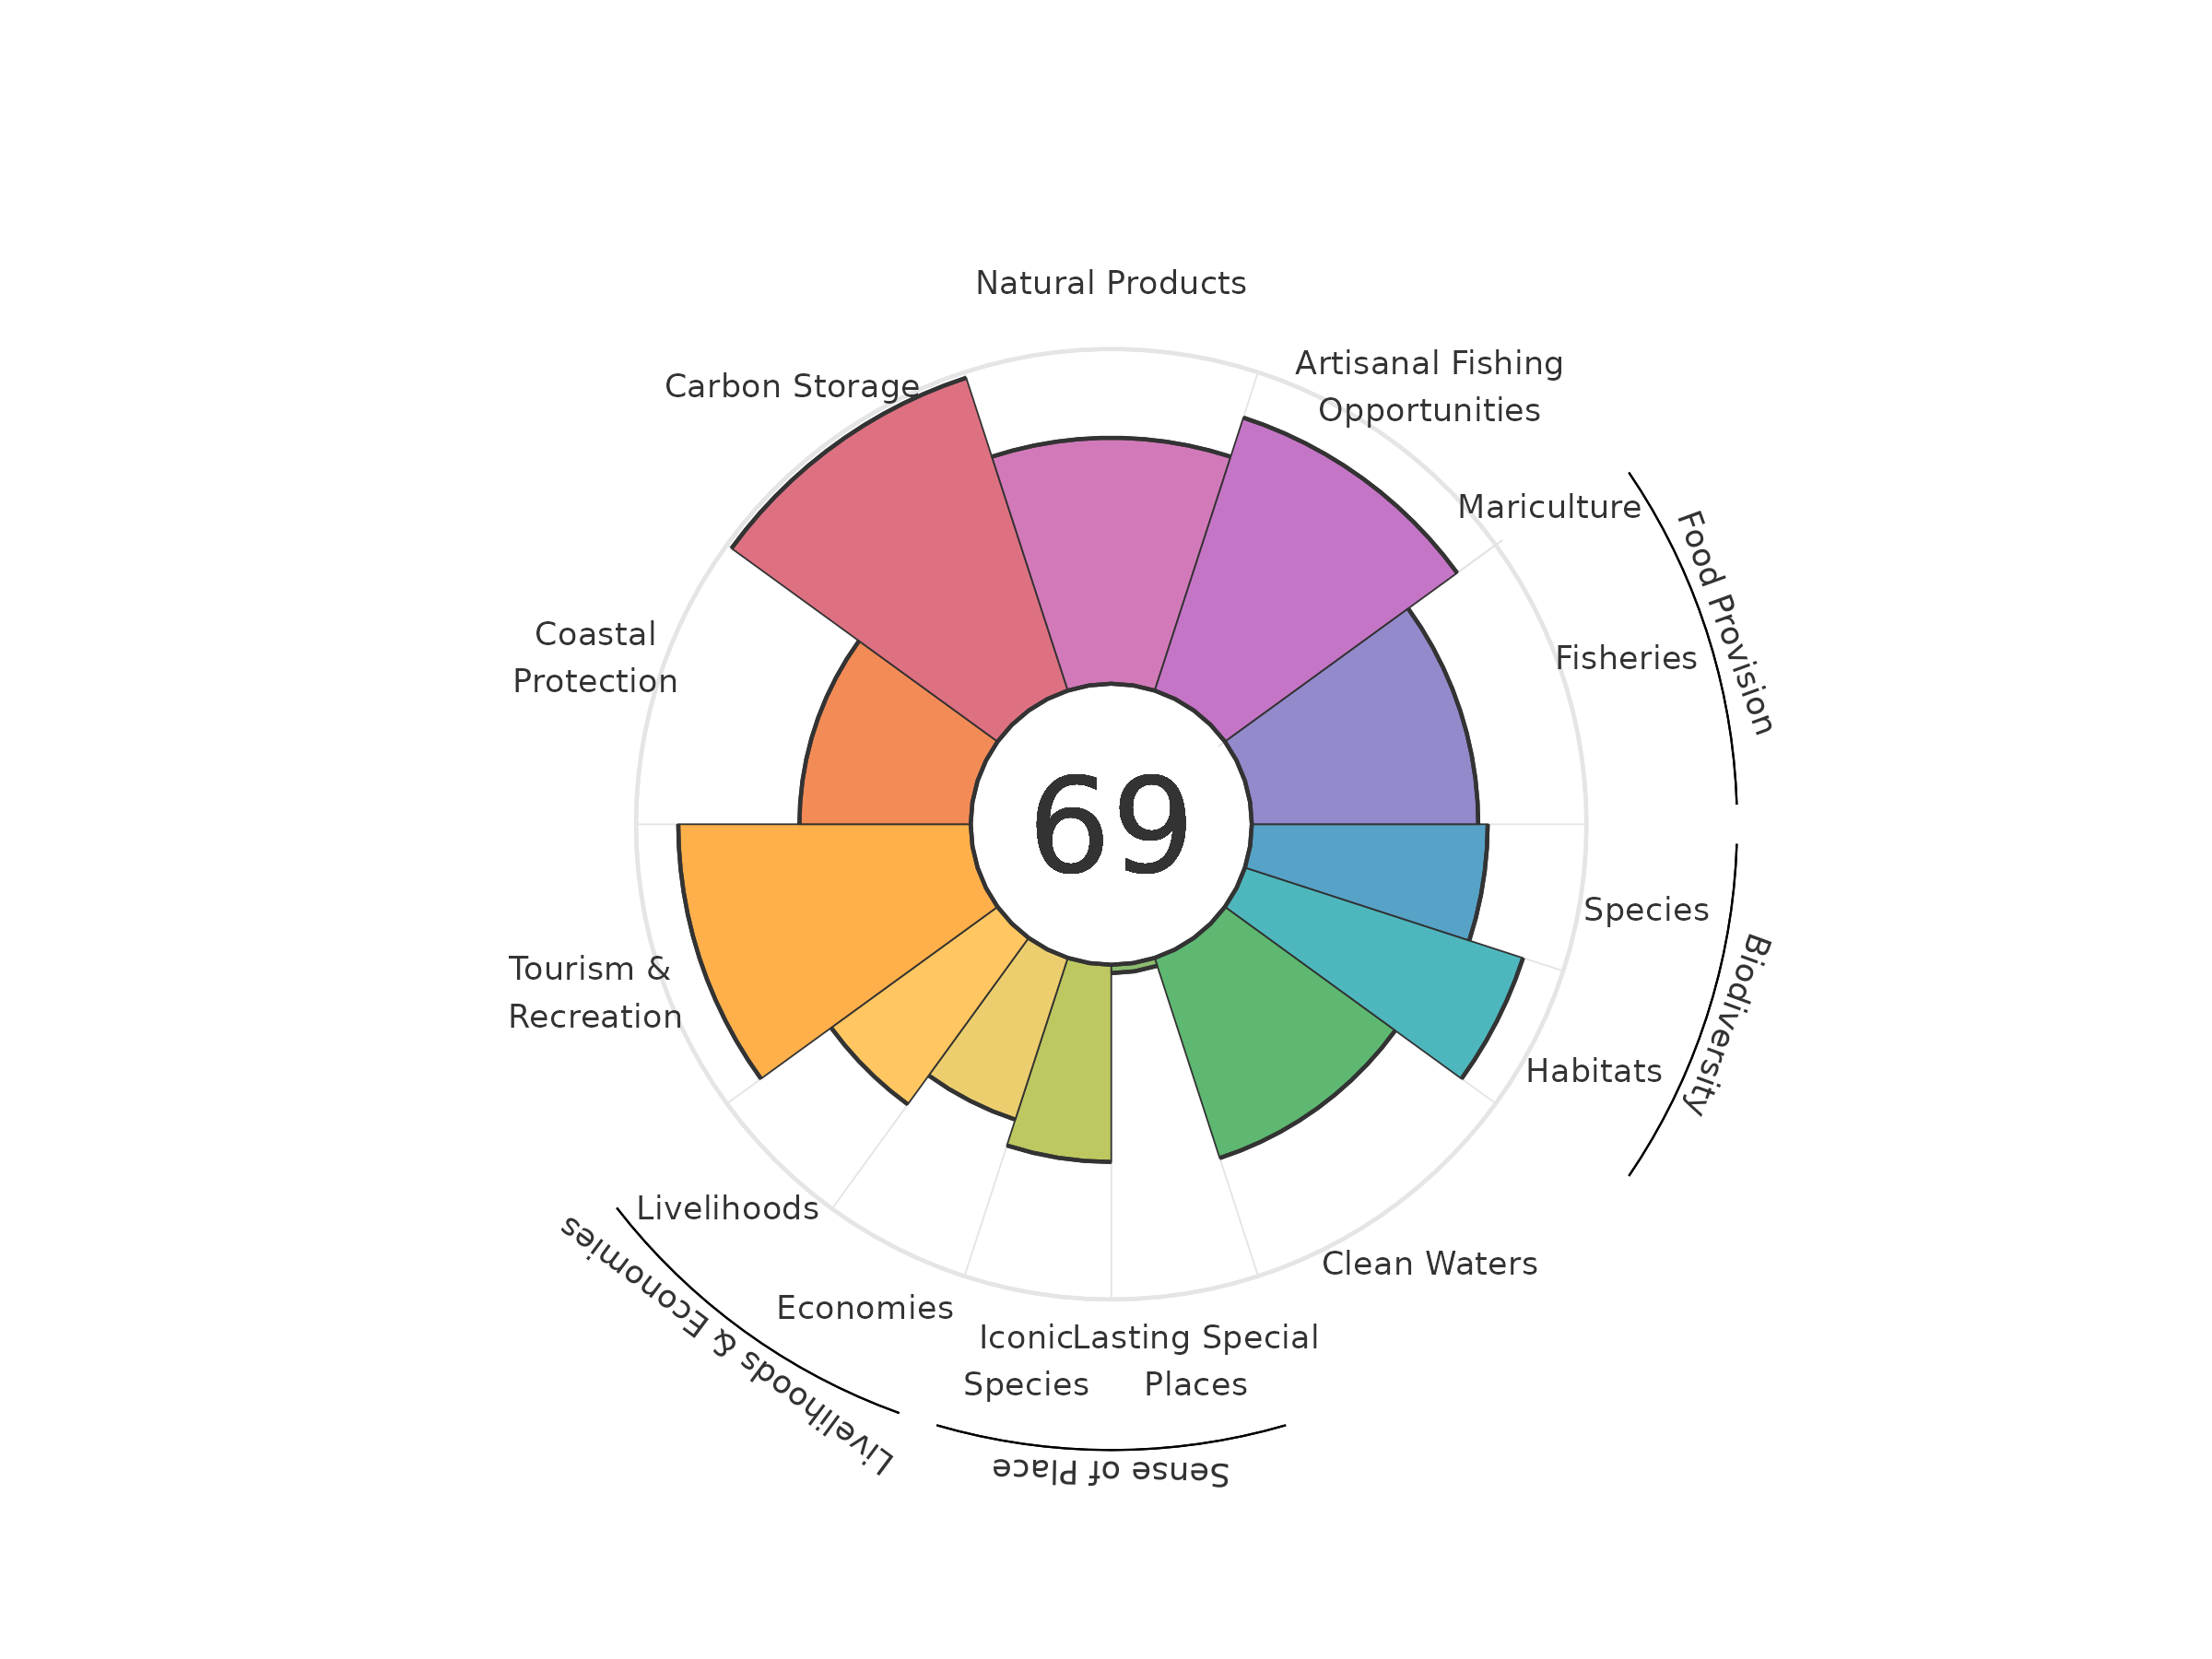 Natural Products
Carbon Storage
Artisanal Fishing
Opportunities
Mariculture
Food Provision
Coastal
Protection
Fisheries
69
Species
Biodiversity
Tourism &
Recreation
Habitats
Livelihoods
Clean Waters
Livelihoods & Economies
Economies
Iconic
Species
Lasting Special
Places
Sense of Place